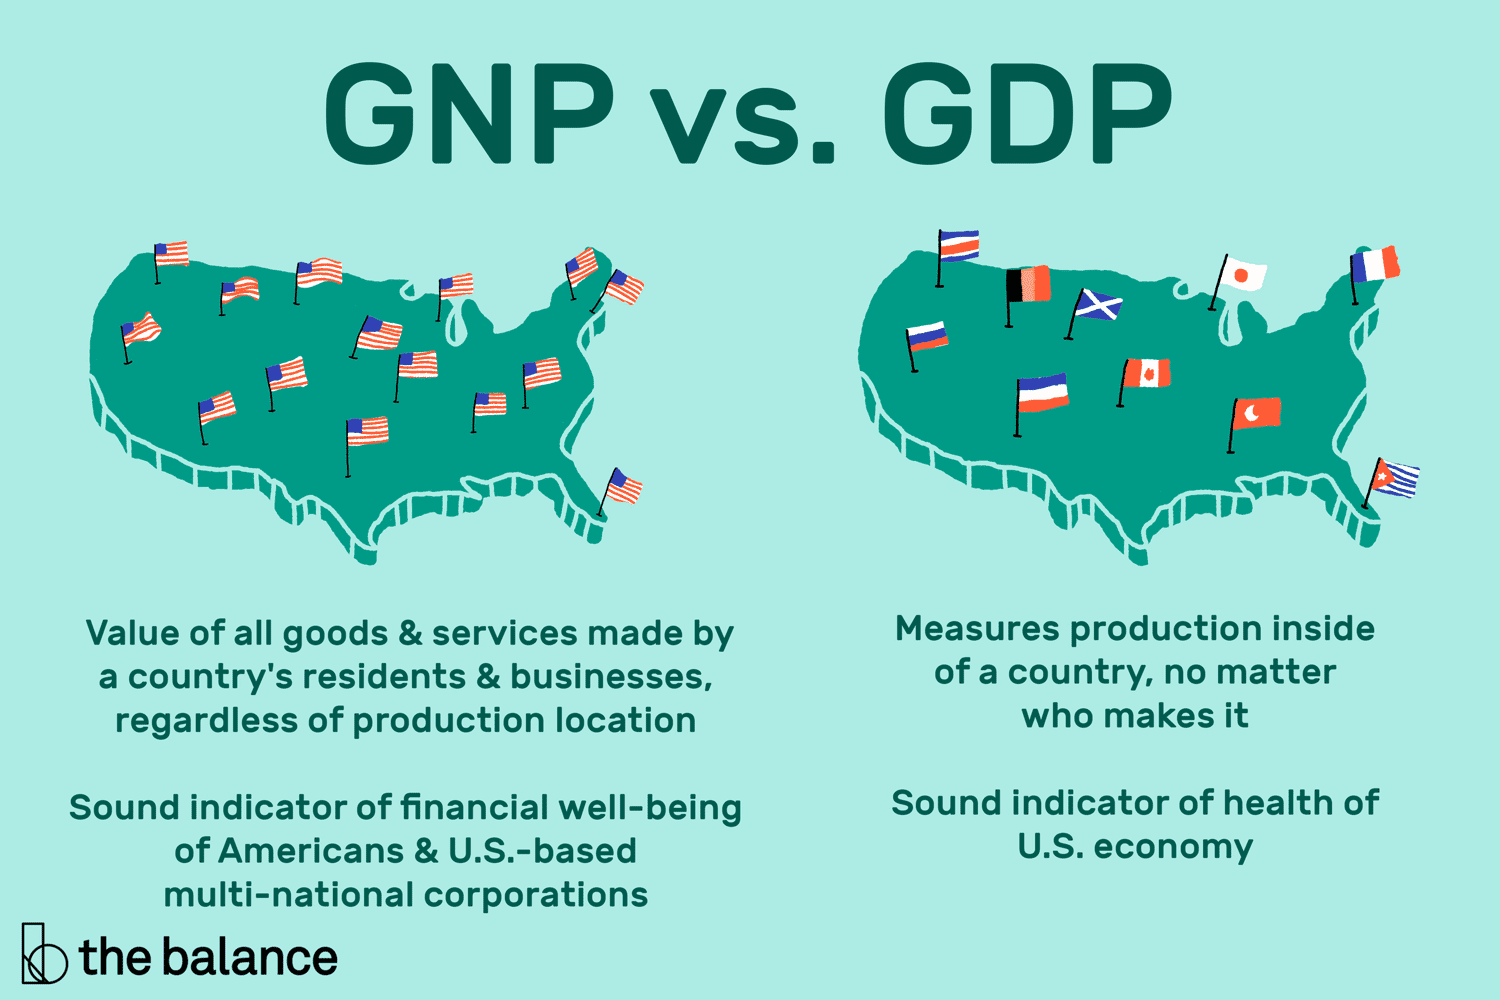 GNP vs. GDP
Value of all goods & services made by
a country's residents & businesses,
regardless of production location
Sound indicator of financial well-being
of Americans & U.S.-based
multi-national corporations
Measures production inside
of a country, no matter
who makes it
Sound indicator of health of
U.S. economy
the balance